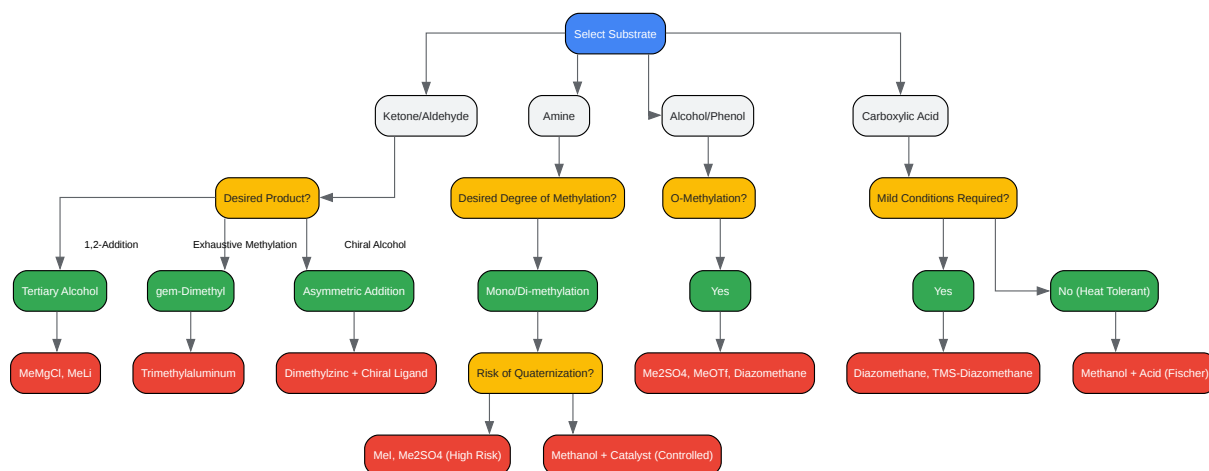 Select Substrate
Ketone/Aldehyde
Amine
Alcohol/Phenol
Carboxylic Acid
Desired Product?
Desired Degree of Methylation?
O-Methylation?
Mild Conditions Required?
1,2-Addition
Exhaustive Methylation
Chiral Alcohol
Tertiary Alcohol
gem-Dimethyl
Asymmetric Addition
Mono/Di-methylation
Yes
Yes
No (Heat Tolerant)
MeMgCl, MeLi
Trimethylaluminum
Dimethylzinc + Chiral Ligand
Risk of Quaternization?
Me2SO4, MeOTf, Diazomethane
Diazomethane, TMS-Diazomethane
Methanol + Acid (Fischer)
MeI, Me2SO4 (High Risk)
Methanol + Catalyst (Controlled)